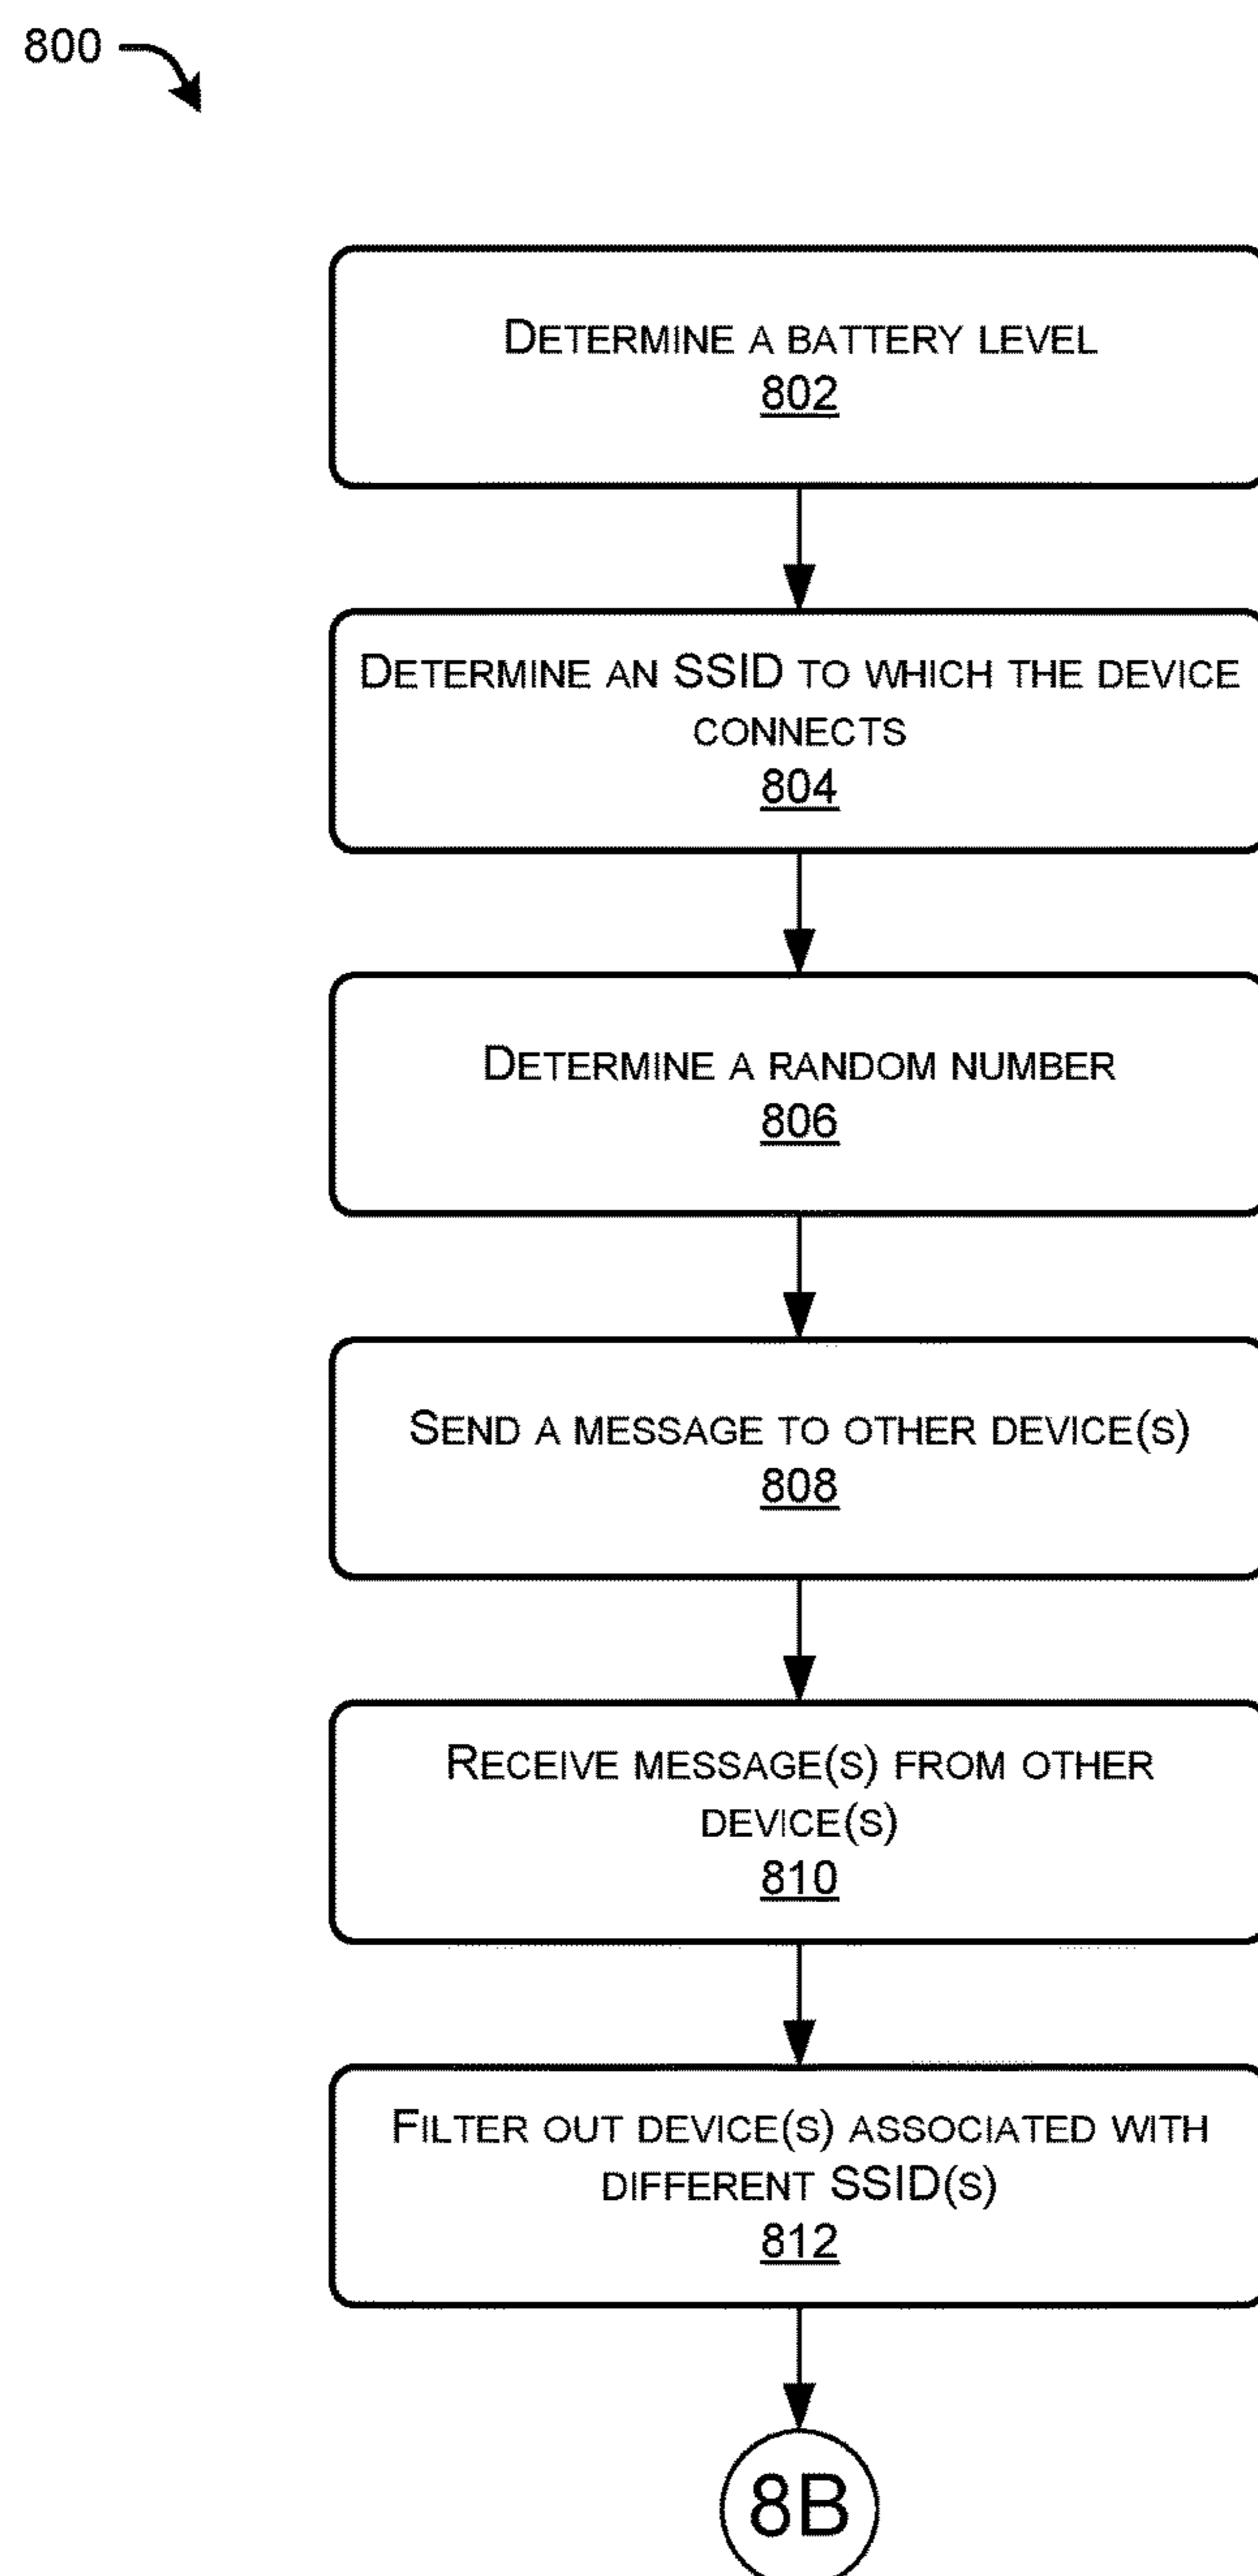 800
DETERMINE A BATTERY LEVEL
802
DETERMINE AN SSID TO WHICH THE DEVICE
CONNECTS
804
DETERMINE A RANDOM NUMBER
806
SEND A MESSAGE TO OTHER DEVICE(S)
808
RECEIVE MESSAGE(S) FROM OTHER
DEVICE(S)
810
FILTER OUT DEVICE(S) ASSOCIATED WITH
DIFFERENT SSID(S)
812
8B